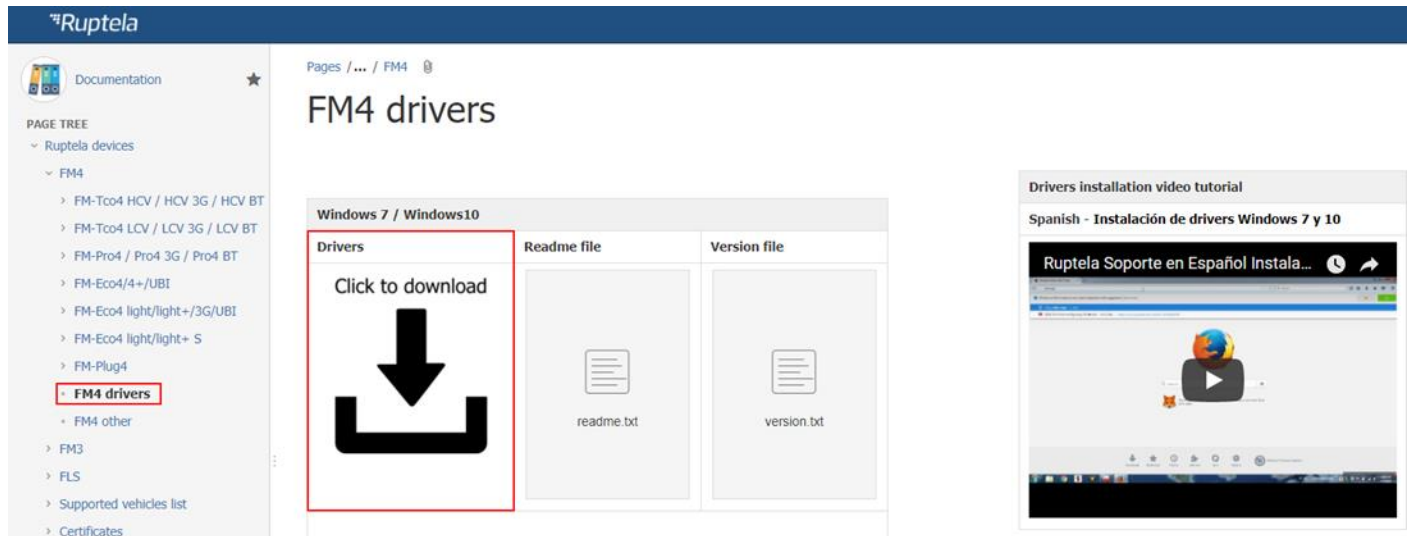 Ruptela
Documentation
PAGE TREE
Ruptela devices
FM4
FM-Tco4 HCV / HCV 3G / HCV BT
FM-Tco4 LCV / LCV 3G / LCV BT
FM-Pro4 / Pro4 3G / Pro4 BT
FM-Eco4/4+/UBI
FM-Eco4 light/light+/3G/UBI
FM-Eco4 light/light+ S
FM-Plug4
FM4 drivers
FM4 other
FM3
FLS
Supported vehicles list
Certificates
Pages /... / FM4
FM4 drivers
Windows 7 / Windows10
Drivers
Readme file
Version file
Click to download
readme.txt
version.txt
Drivers installation video tutorial
Spanish - Instalación de drivers Windows 7 y 10
Ruptela Soporte en Español Instala...